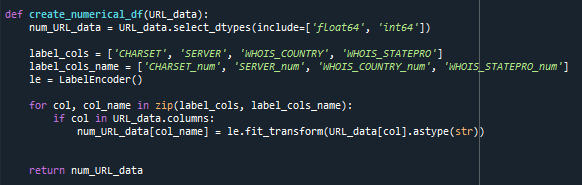 def create_numerical_df(URL_data):
    num_URL_data = URL_data.select_dtypes(include=['float64', 'int64'])
    label_cols = ['CHARSET', 'SERVER', 'WHOIS_COUNTRY', 'WHOIS_STATEPRO']
    label_cols_name = ['CHARSET_num', 'SERVER_num', 'WHOIS_COUNTRY_num', 'WHOIS_STATEPRO_num']
    le = LabelEncoder()
    for col, col_name in zip(label_cols, label_cols_name):
        if col in URL_data.columns:
            num_URL_data[col_name] = le.fit_transform(URL_data[col].astype(str))
    return num_URL_data